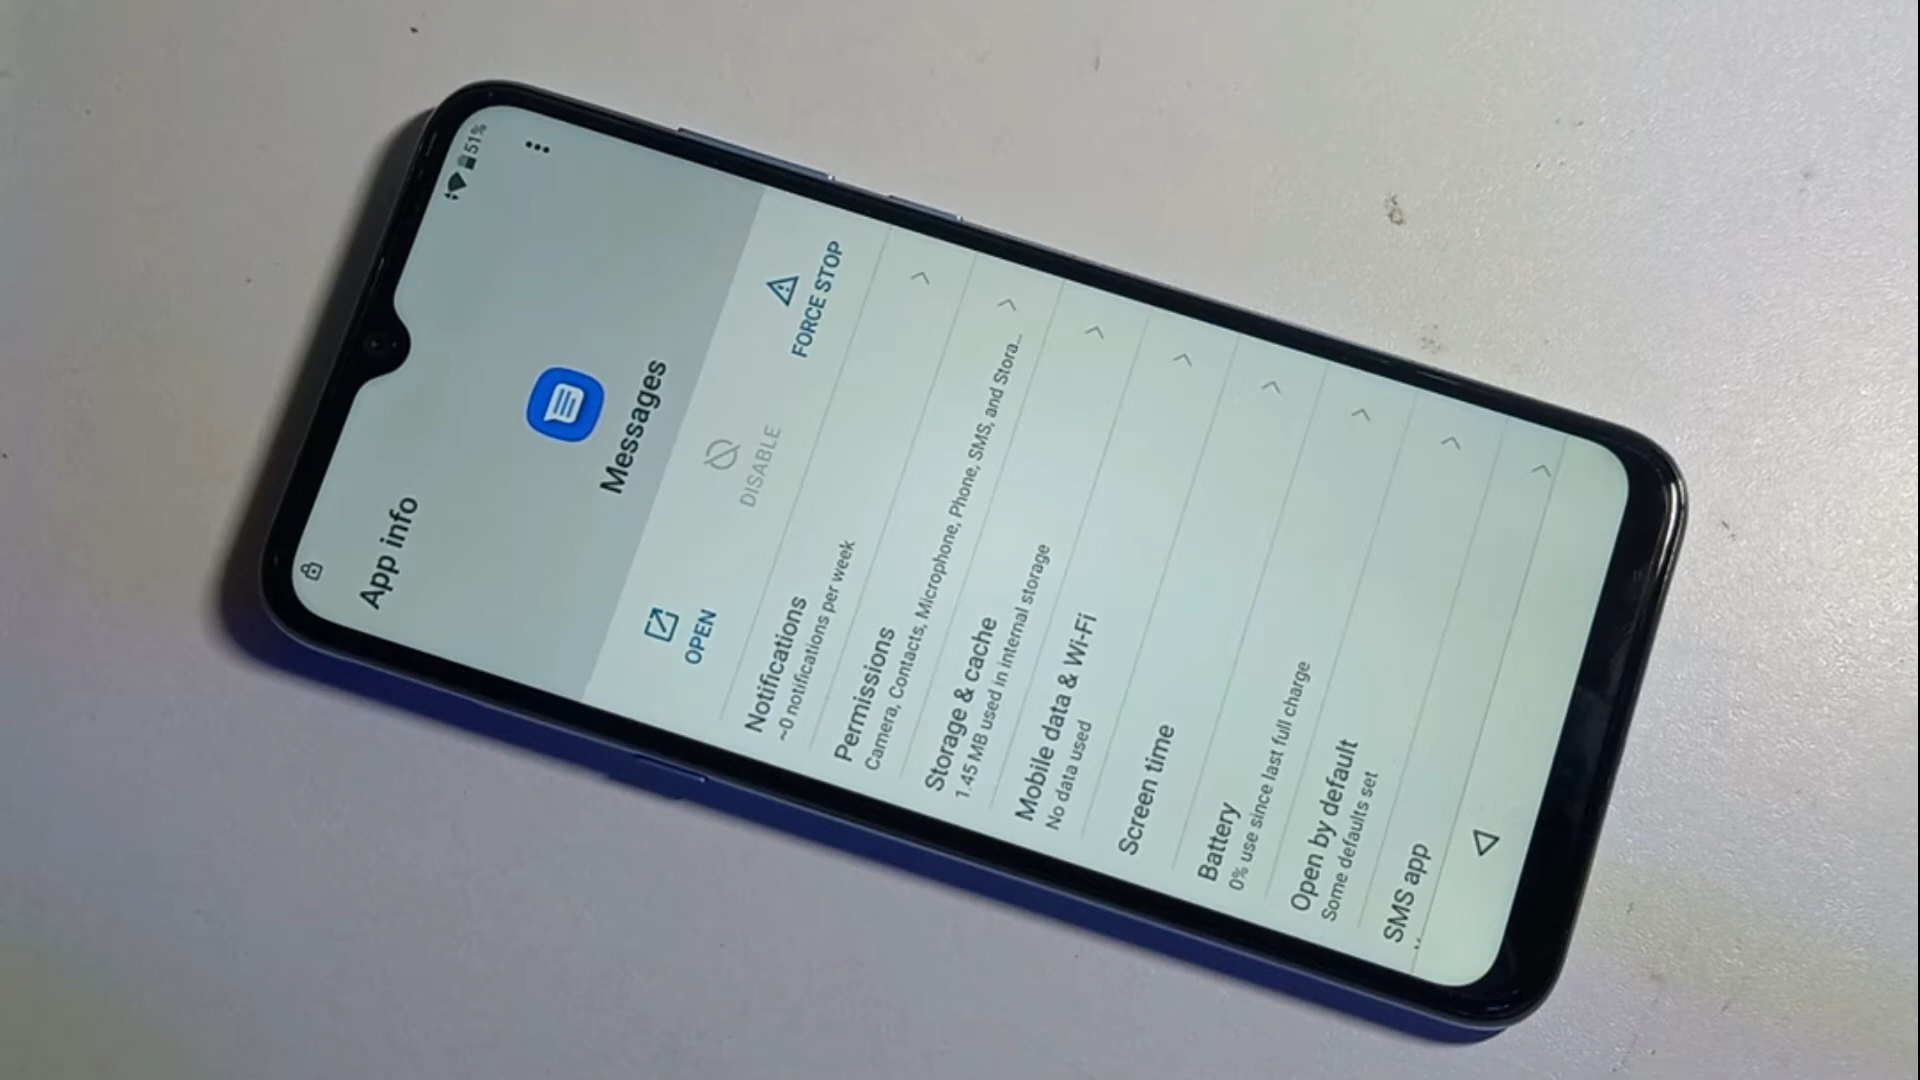 51%
App info
Messages
OPEN
DISABLE
FORCE STOP
Notifications
~0 notifications per week
Permissions
Camera, Contacts, Microphone, Phone, SMS, and Stora...
Storage & cache
1.45 MB used in internal storage
Mobile data & Wi-Fi
No data used
Screen time
Battery
0% use since last full charge
Open by default
Some defaults set
SMS app